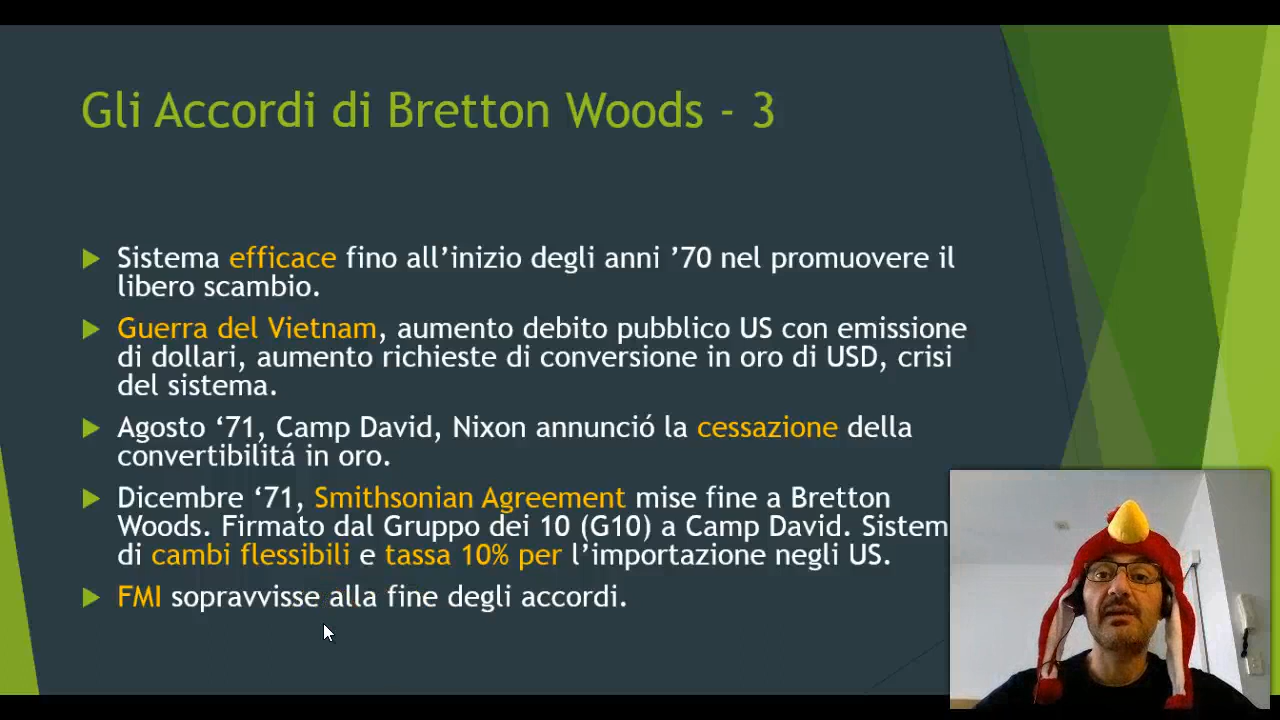 Gli Accordi di Bretton Woods - 3
Sistema efficace fino all’inizio degli anni ’70 nel promuovere il
libero scambio.
Guerra del Vietnam, aumento debito pubblico US con emissione
di dollari, aumento richieste di conversione in oro di USD, crisi
del sistema.
Agosto ‘71, Camp David, Nixon annunció la cessazione della
convertibilitá in oro.
Dicembre ‘71, Smithsonian Agreement mise fine a Bretton
Woods. Firmato dal Gruppo dei 10 (G10) a Camp David. Sistem
di cambi flessibili e tassa 10% per l’importazione negli US.
FMI sopravvisse alla fine degli accordi.